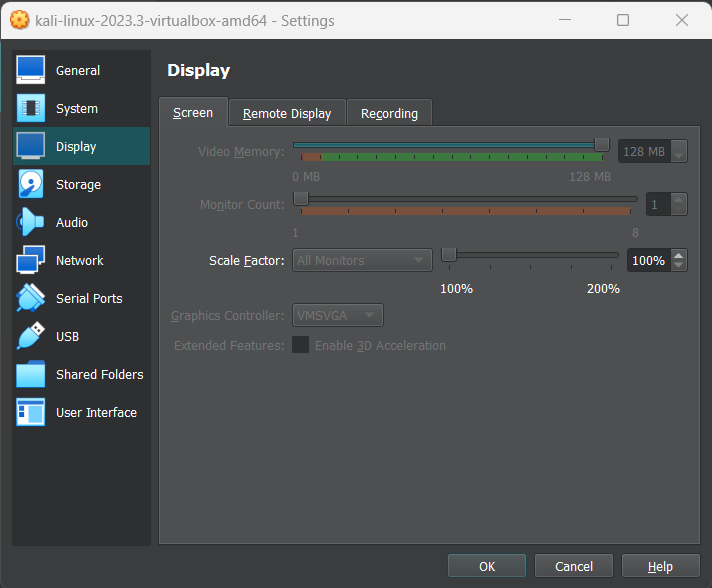 kali-linux-2023.3-virtualbox-amd64 - Settings
General
System
Display
Storage
Audio
Network
Serial Ports
USB
Shared Folders
User Interface
Display
Screen
Remote Display
Recording
Video Memory:
128 MB
0 MB
128 MB
Monitor Count:
1
1
8
Scale Factor:
All Monitors
100%
100%
200%
Graphics Controller:
VMSVGA
Extended Features:
Enable 3D Acceleration
OK
Cancel
Help